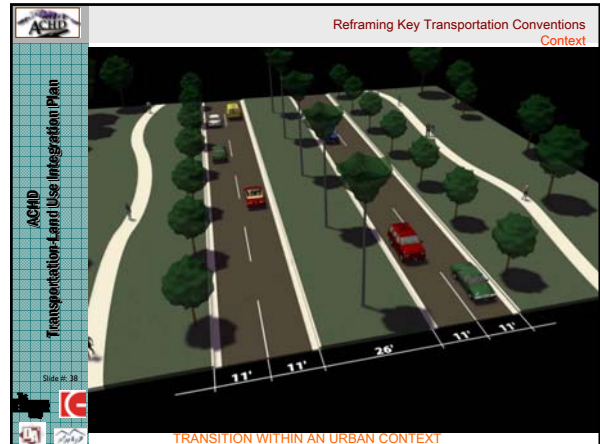 ACHD
Reframing Key Transportation Conventions
Context
ACHD
Transportation-Land Use Integration Plan
11' 11' 26' 11' 11'
Slide #: 38
TRANSITION WITHIN AN URBAN CONTEXT